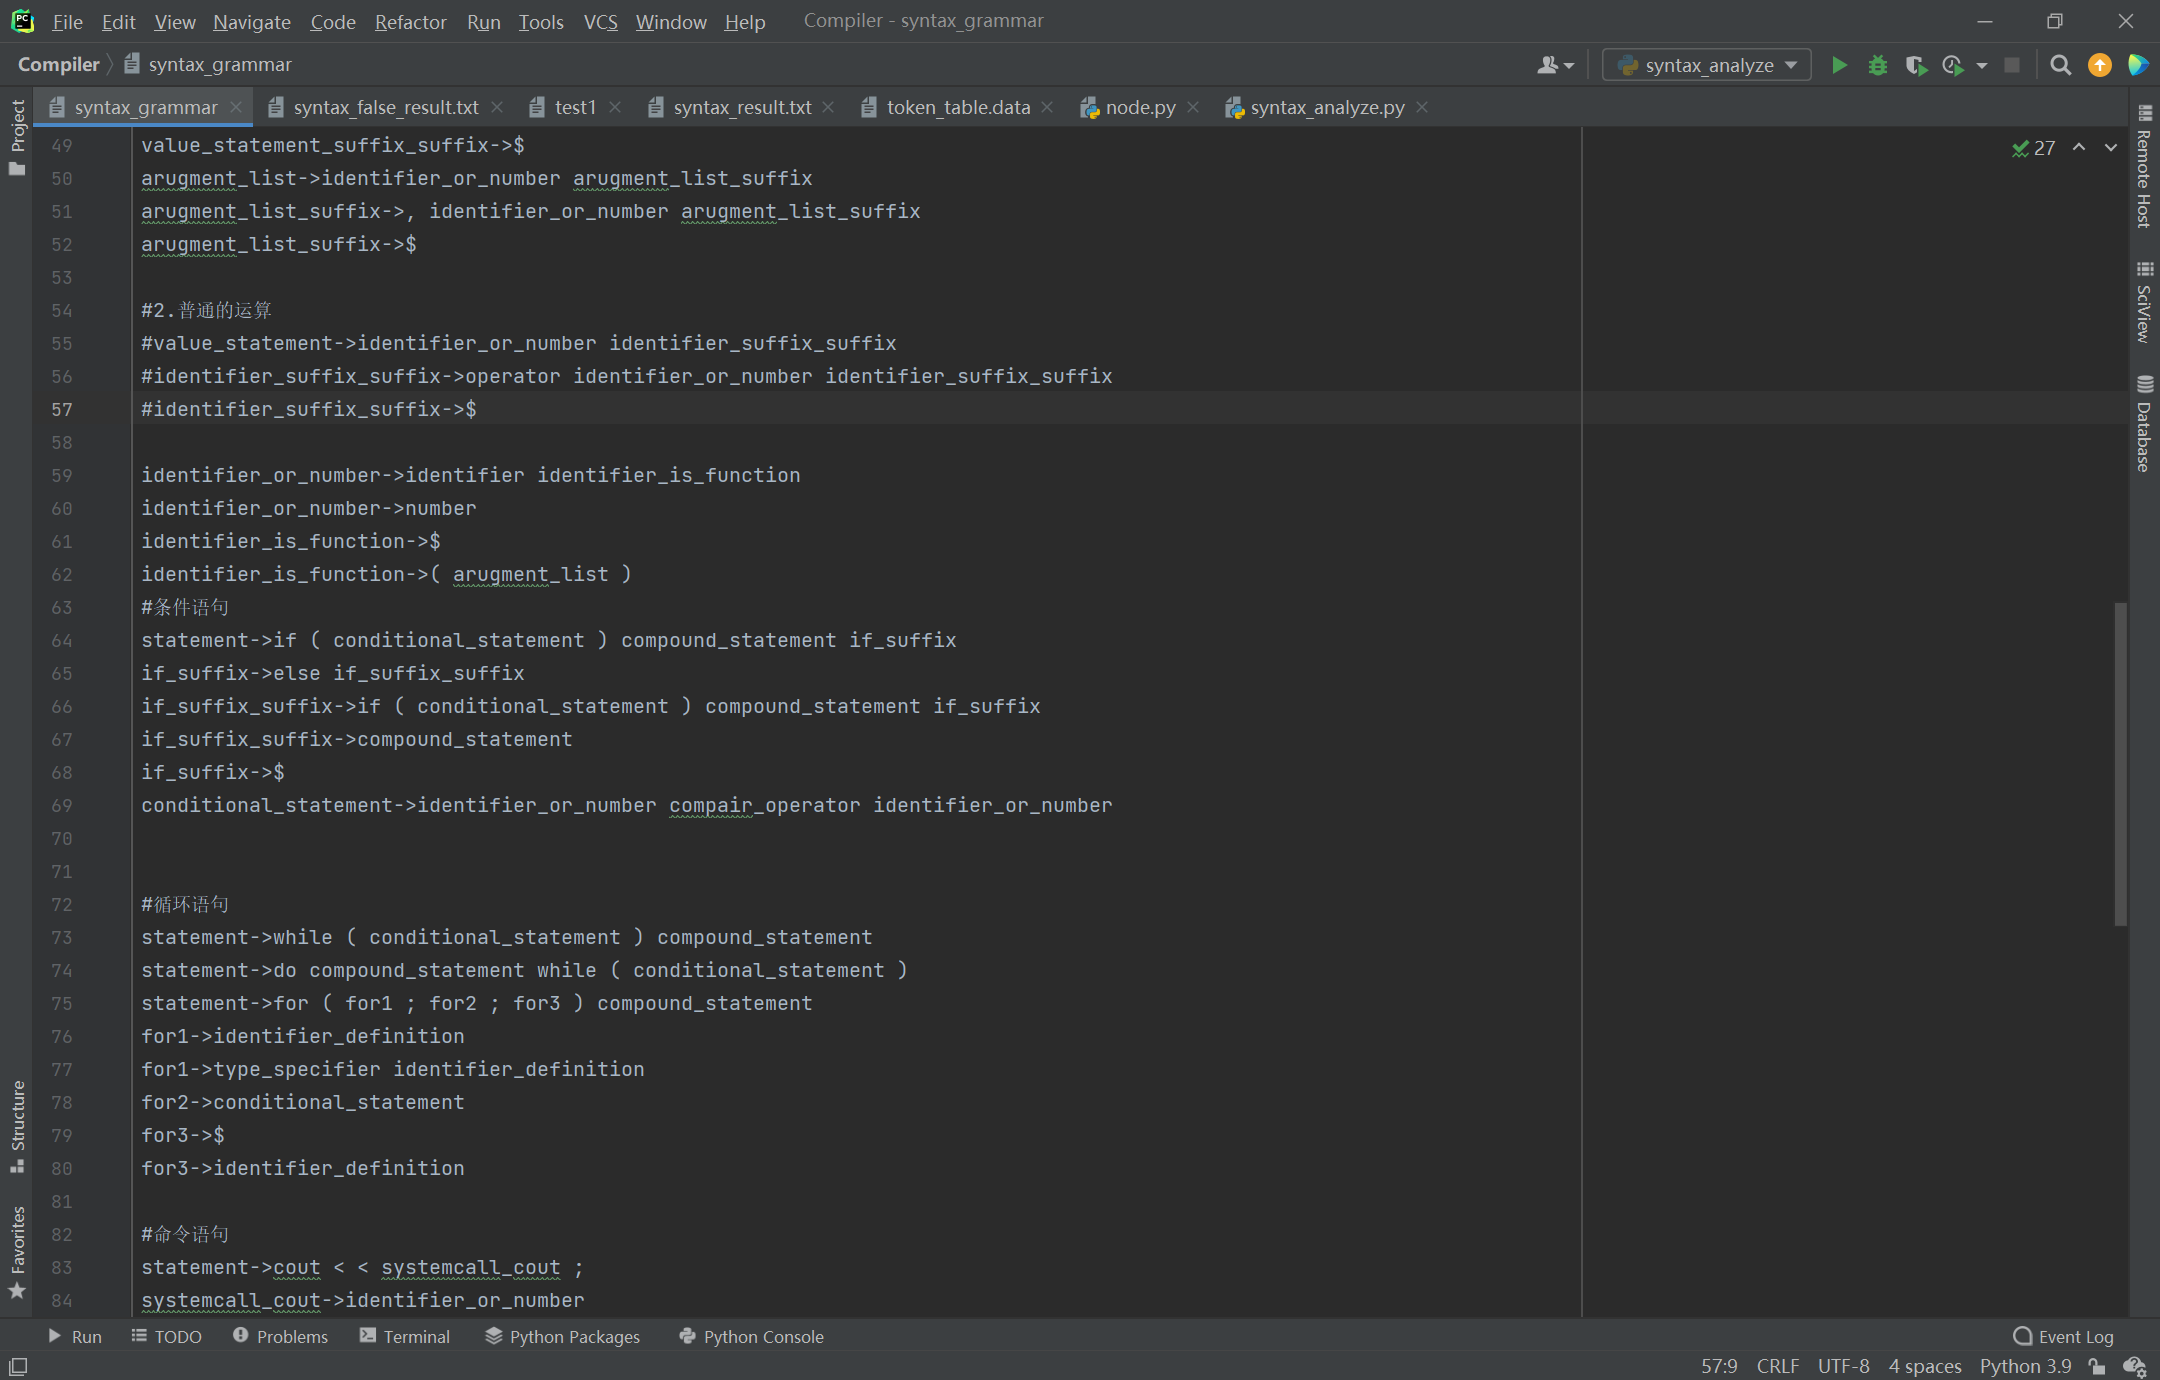 File Edit View Navigate Code Refactor Run Tools VCS Window Help Compiler - syntax_grammar
Compiler syntax_grammar syntax_analyze
syntax_grammar syntax_false_result.txt test1 syntax_result.txt token_table.data node.py syntax_analyze.py
Project
Structure
Favorites
49 value_statement_suffix_suffix->$
50 arugment_list->identifier_or_number arugment_list_suffix
51 arugment_list_suffix->, identifier_or_number arugment_list_suffix
52 arugment_list_suffix->$
53
54 #2.普通的运算
55 #value_statement->identifier_or_number identifier_suffix_suffix
56 #identifier_suffix_suffix->operator identifier_or_number identifier_suffix_suffix
57 #identifier_suffix_suffix->$
58
59 identifier_or_number->identifier identifier_is_function
60 identifier_or_number->number
61 identifier_is_function->$
62 identifier_is_function->( arugment_list )
63 #条件语句
64 statement->if ( conditional_statement ) compound_statement if_suffix
65 if_suffix->else if_suffix_suffix
66 if_suffix_suffix->if ( conditional_statement ) compound_statement if_suffix
67 if_suffix_suffix->compound_statement
68 if_suffix->$
69 conditional_statement->identifier_or_number compair_operator identifier_or_number
70
71
72 #循环语句
73 statement->while ( conditional_statement ) compound_statement
74 statement->do compound_statement while ( conditional_statement )
75 statement->for ( for1 ; for2 ; for3 ) compound_statement
76 for1->identifier_definition
77 for1->type_specifier identifier_definition
78 for2->conditional_statement
79 for3->$
80 for3->identifier_definition
81
82 #命令语句
83 statement->cout < < systemcall_cout ;
84 systemcall_cout->identifier_or_number
27
Remote Host
SciView
Database
Run TODO Problems Terminal Python Packages Python Console Event Log
57:9 CRLF UTF-8 4 spaces Python 3.9